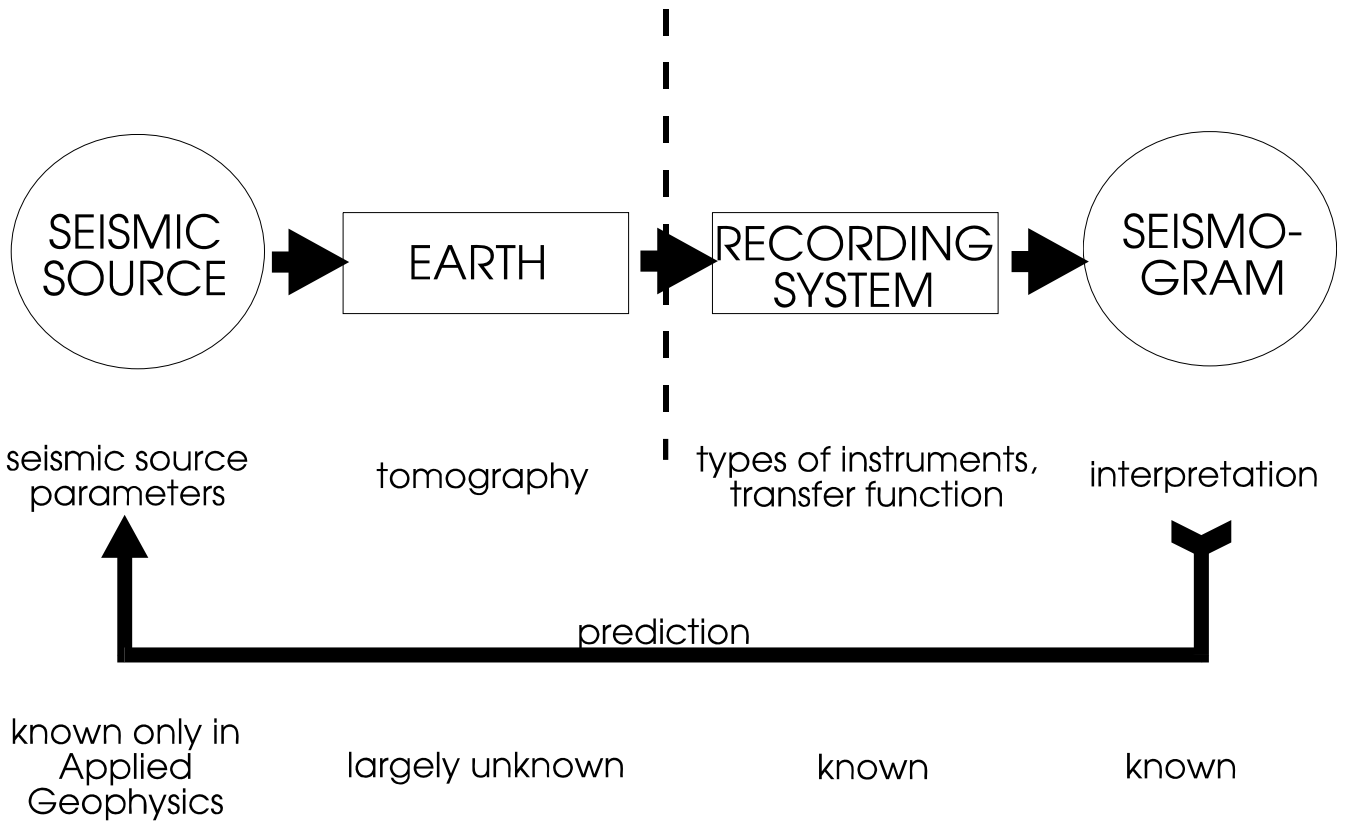 SEISMIC
SOURCE
EARTH
RECORDING
SYSTEM
SEISMO-
GRAM
seismic source
parameters
tomography
types of instruments,
transfer function
interpretation
prediction
known only in
Applied
Geophysics
largely unknown
known
known